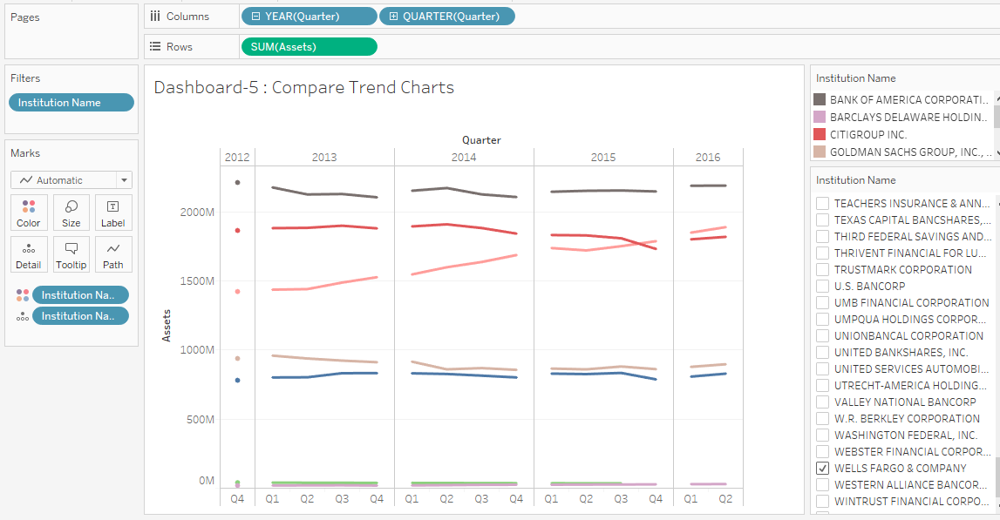 Pages
Columns
YEAR(Quarter)
QUARTER(Quarter)
Rows
SUM(Assets)
Filters
Institution Name
Marks
Automatic
Color
Size
Label
Detail
Tooltip
Path
Institution Na..
Institution Na..
Dashboard-5 : Compare Trend Charts
Quarter
2012 2013 2014 2015 2016
Assets
2000M
1500M
1000M
500M
0M
Q4 Q1 Q2 Q3 Q4 Q1 Q2 Q3 Q4 Q1 Q2 Q3 Q4 Q1 Q2
Institution Name
BANK OF AMERICA CORPORATI..
BARCLAYS DELAWARE HOLDIN..
CITIGROUP INC.
GOLDMAN SACHS GROUP, INC., ..
Institution Name
TEACHERS INSURANCE & ANN...
TEXAS CAPITAL BANCSHARES,...
THIRD FEDERAL SAVINGS AND...
THRIVENT FINANCIAL FOR LU...
TRUSTMARK CORPORATION
U.S. BANCORP
UMB FINANCIAL CORPORATION
UMPQUA HOLDINGS CORPOR...
UNIONBANCAL CORPORATION
UNITED BANKSHARES, INC.
UNITED SERVICES AUTOMOBI...
UTRECHT-AMERICA HOLDING...
VALLEY NATIONAL BANCORP
W.R. BERKLEY CORPORATION
WASHINGTON FEDERAL, INC.
WEBSTER FINANCIAL CORPOR...
WELLS FARGO & COMPANY
WESTERN ALLIANCE BANCOR...
WINTRUST FINANCIAL CORPO...